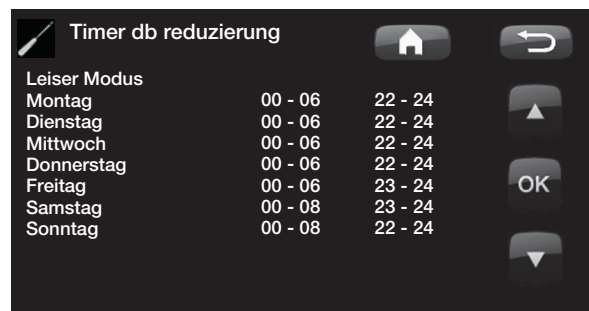 Timer db reduzierung
Leiser Modus
Montag 00 - 06 22 - 24
Dienstag 00 - 06 22 - 24
Mittwoch 00 - 06 22 - 24
Donnerstag 00 - 06 22 - 24
Freitag 00 - 06 23 - 24
Samstag 00 - 08 23 - 24
Sonntag 00 - 08 22 - 24
OK